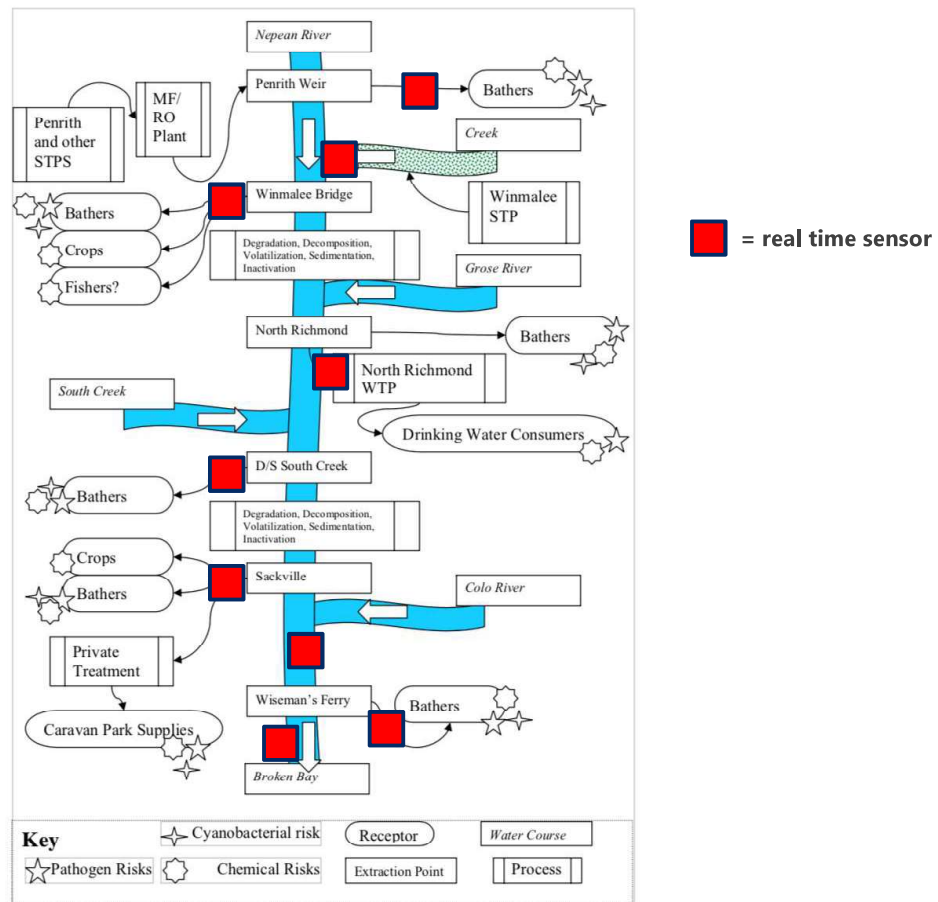 Nepean River
Penrith Weir
Bathers
MF/
RO
Plant
Penrith
and other
STPS
Creek
Winmalee Bridge
Winmalee
STP
Bathers
Crops
Fishers?
Degradation, Decomposition,
Volatilization, Sedimentation,
Inactivation
= real time sensor
Grose River
North Richmond
Bathers
North Richmond
WTP
South Creek
Drinking Water Consumers
D/S South Creek
Bathers
Degradation, Decomposition,
Volatilization, Sedimentation,
Inactivation
Crops
Sackville
Bathers
Colo River
Private
Treatment
Wiseman's Ferry
Bathers
Caravan Park Supplies
Broken Bay
Key
Cyanobacterial risk
Receptor
Water Course
Pathogen Risks
Chemical Risks
Extraction Point
Process